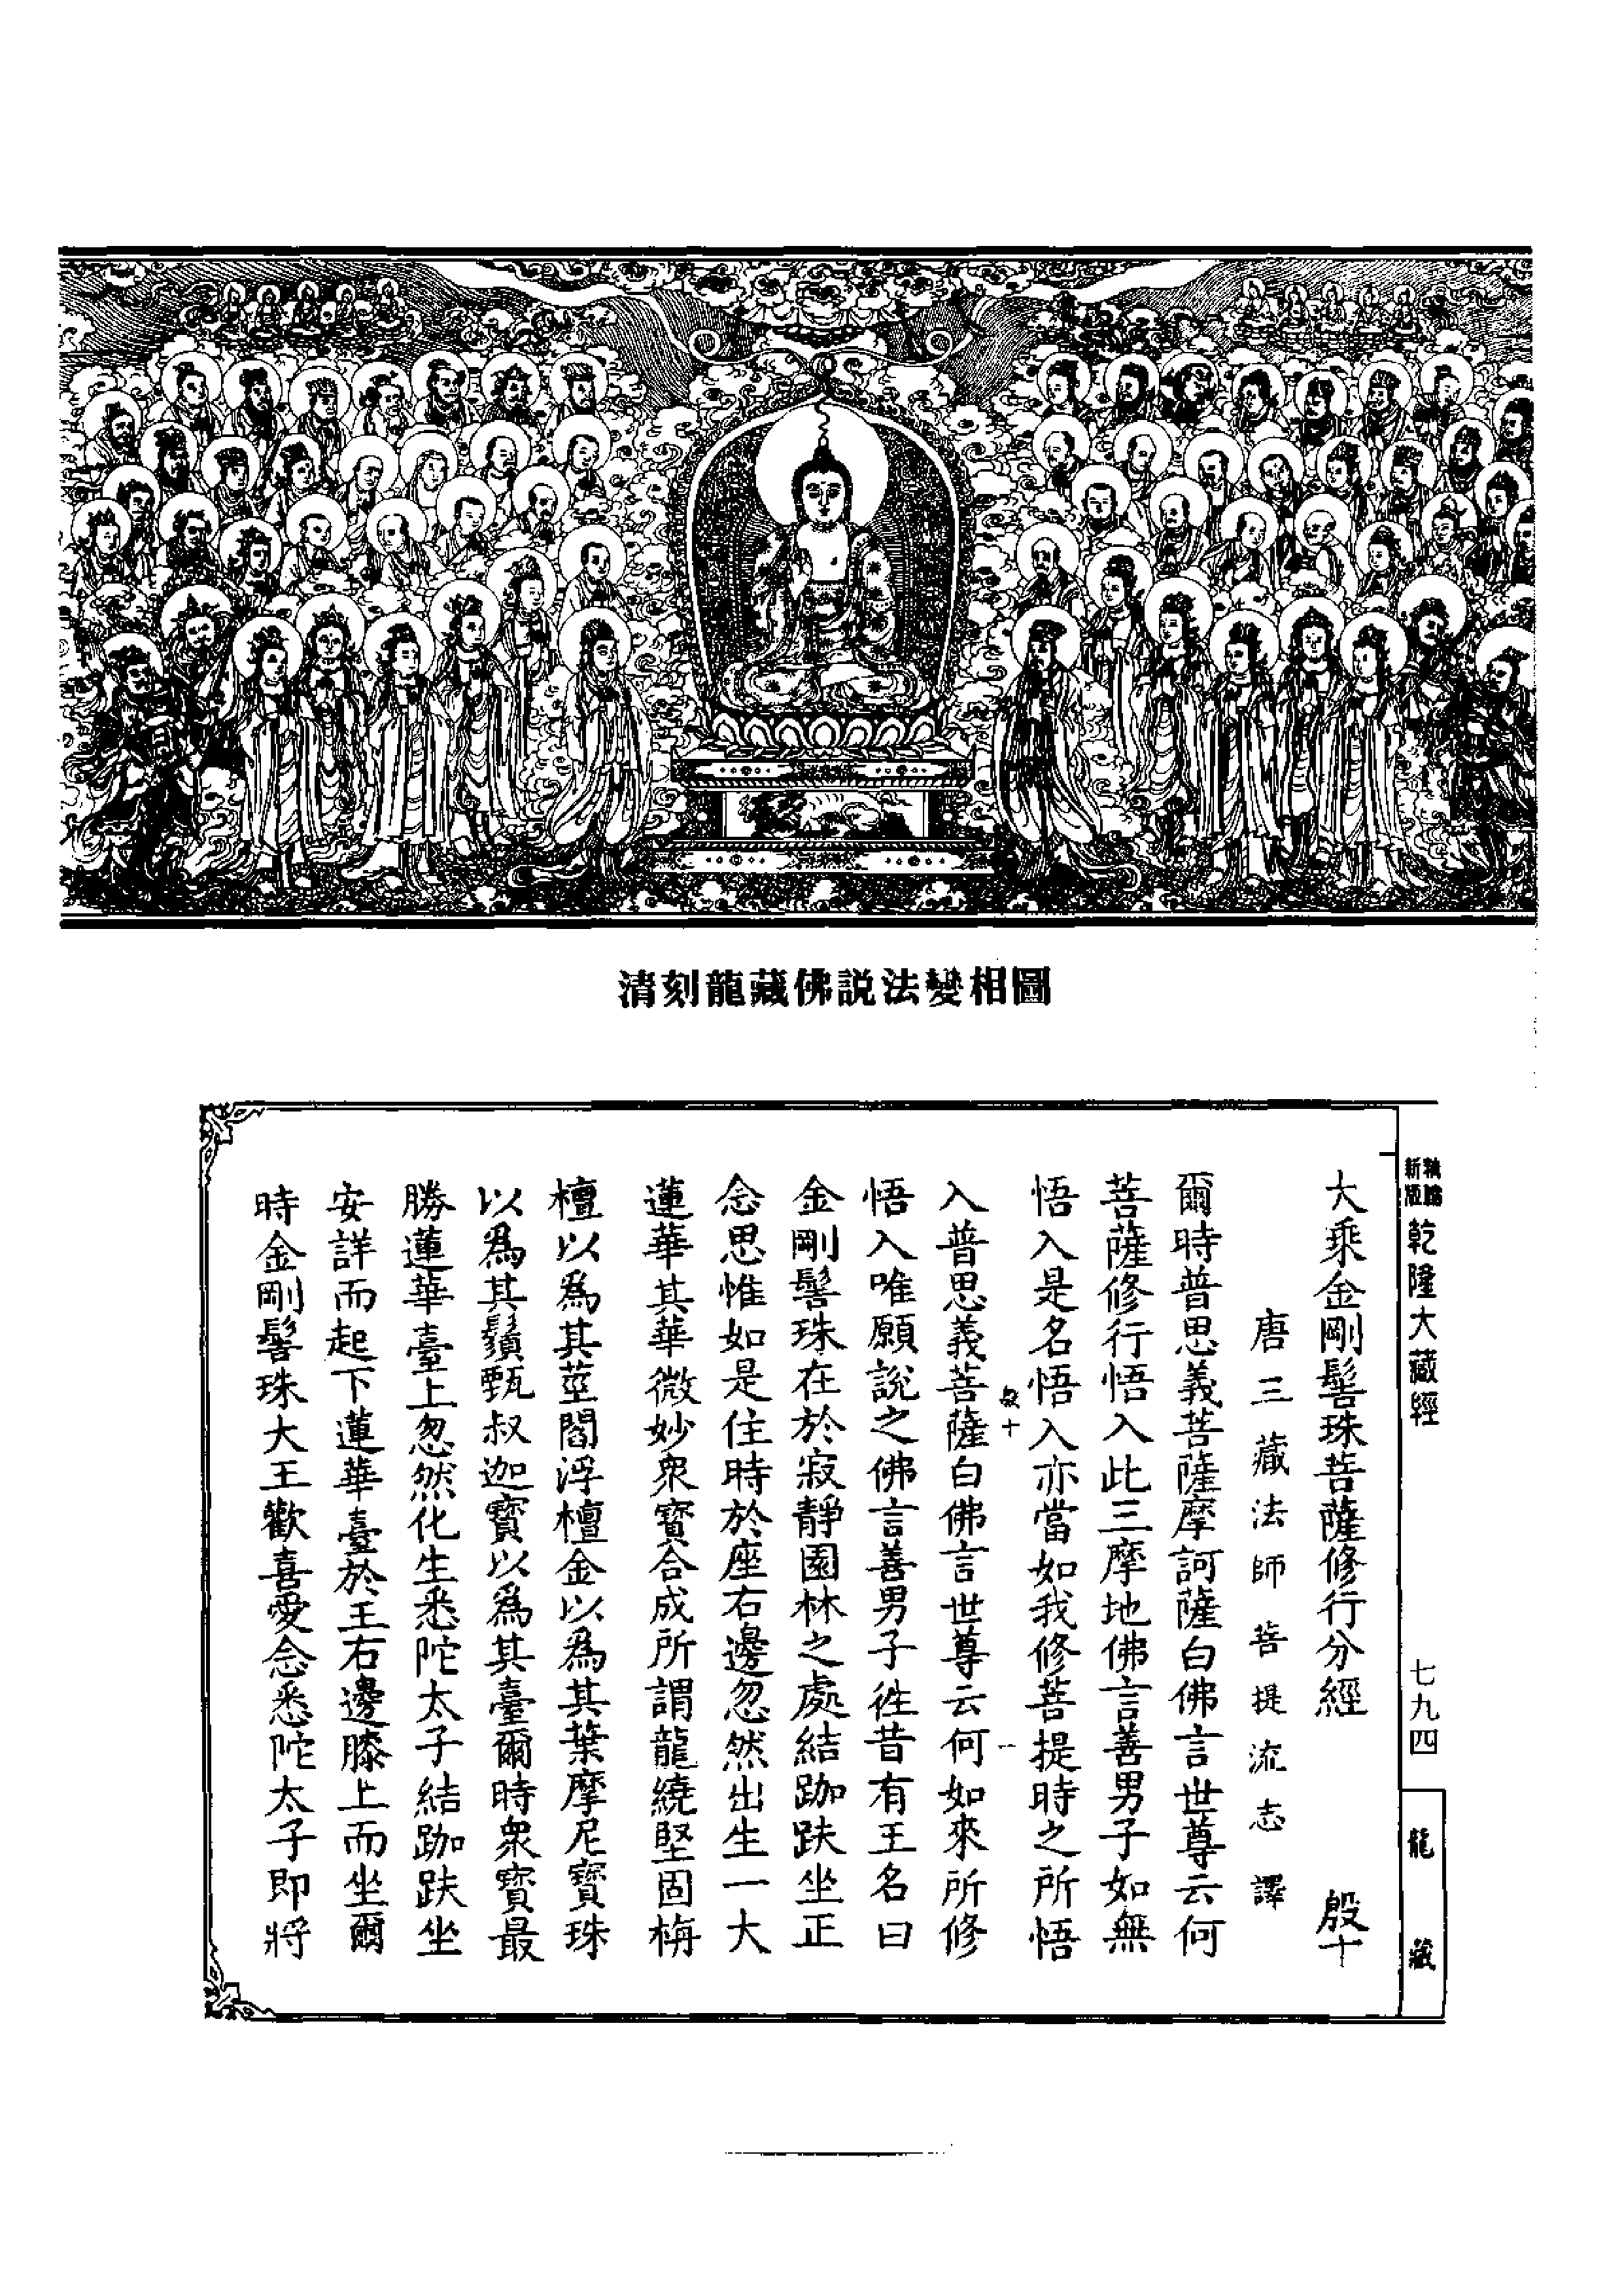 清刻龍藏佛説法變相圖
乾隆大藏經
七九四
龍藏
大乘金剛髻珠菩薩修行分經 殷十
唐三藏法師菩提流志譯
爾時普思義菩薩摩訶薩白佛言世尊云何
菩薩修行悟入此三摩地佛言善男子如無
悟入是名悟入亦當如我修菩提時之所悟
殷十 一
入普思義菩薩白佛言世尊云何如來所修
悟入唯願説之佛言善男子徃昔有王名曰
金剛髻珠在於寂靜園林之處結跏趺坐正
念思惟如是住時於座右邊忽然出生一大
蓮華其華微妙衆寶合成所謂龍繞堅固栴
檀以爲其莖閻浮檀金以爲其葉摩尼寶珠
以爲其鬚甄叔迦寶以爲其臺爾時衆寶最
勝蓮華臺上忽然化生悉陀太子結跏趺坐
安詳而起下蓮華臺於王右邊膝上而坐爾
時金剛髻珠大王歡喜愛念悉陀太子即將